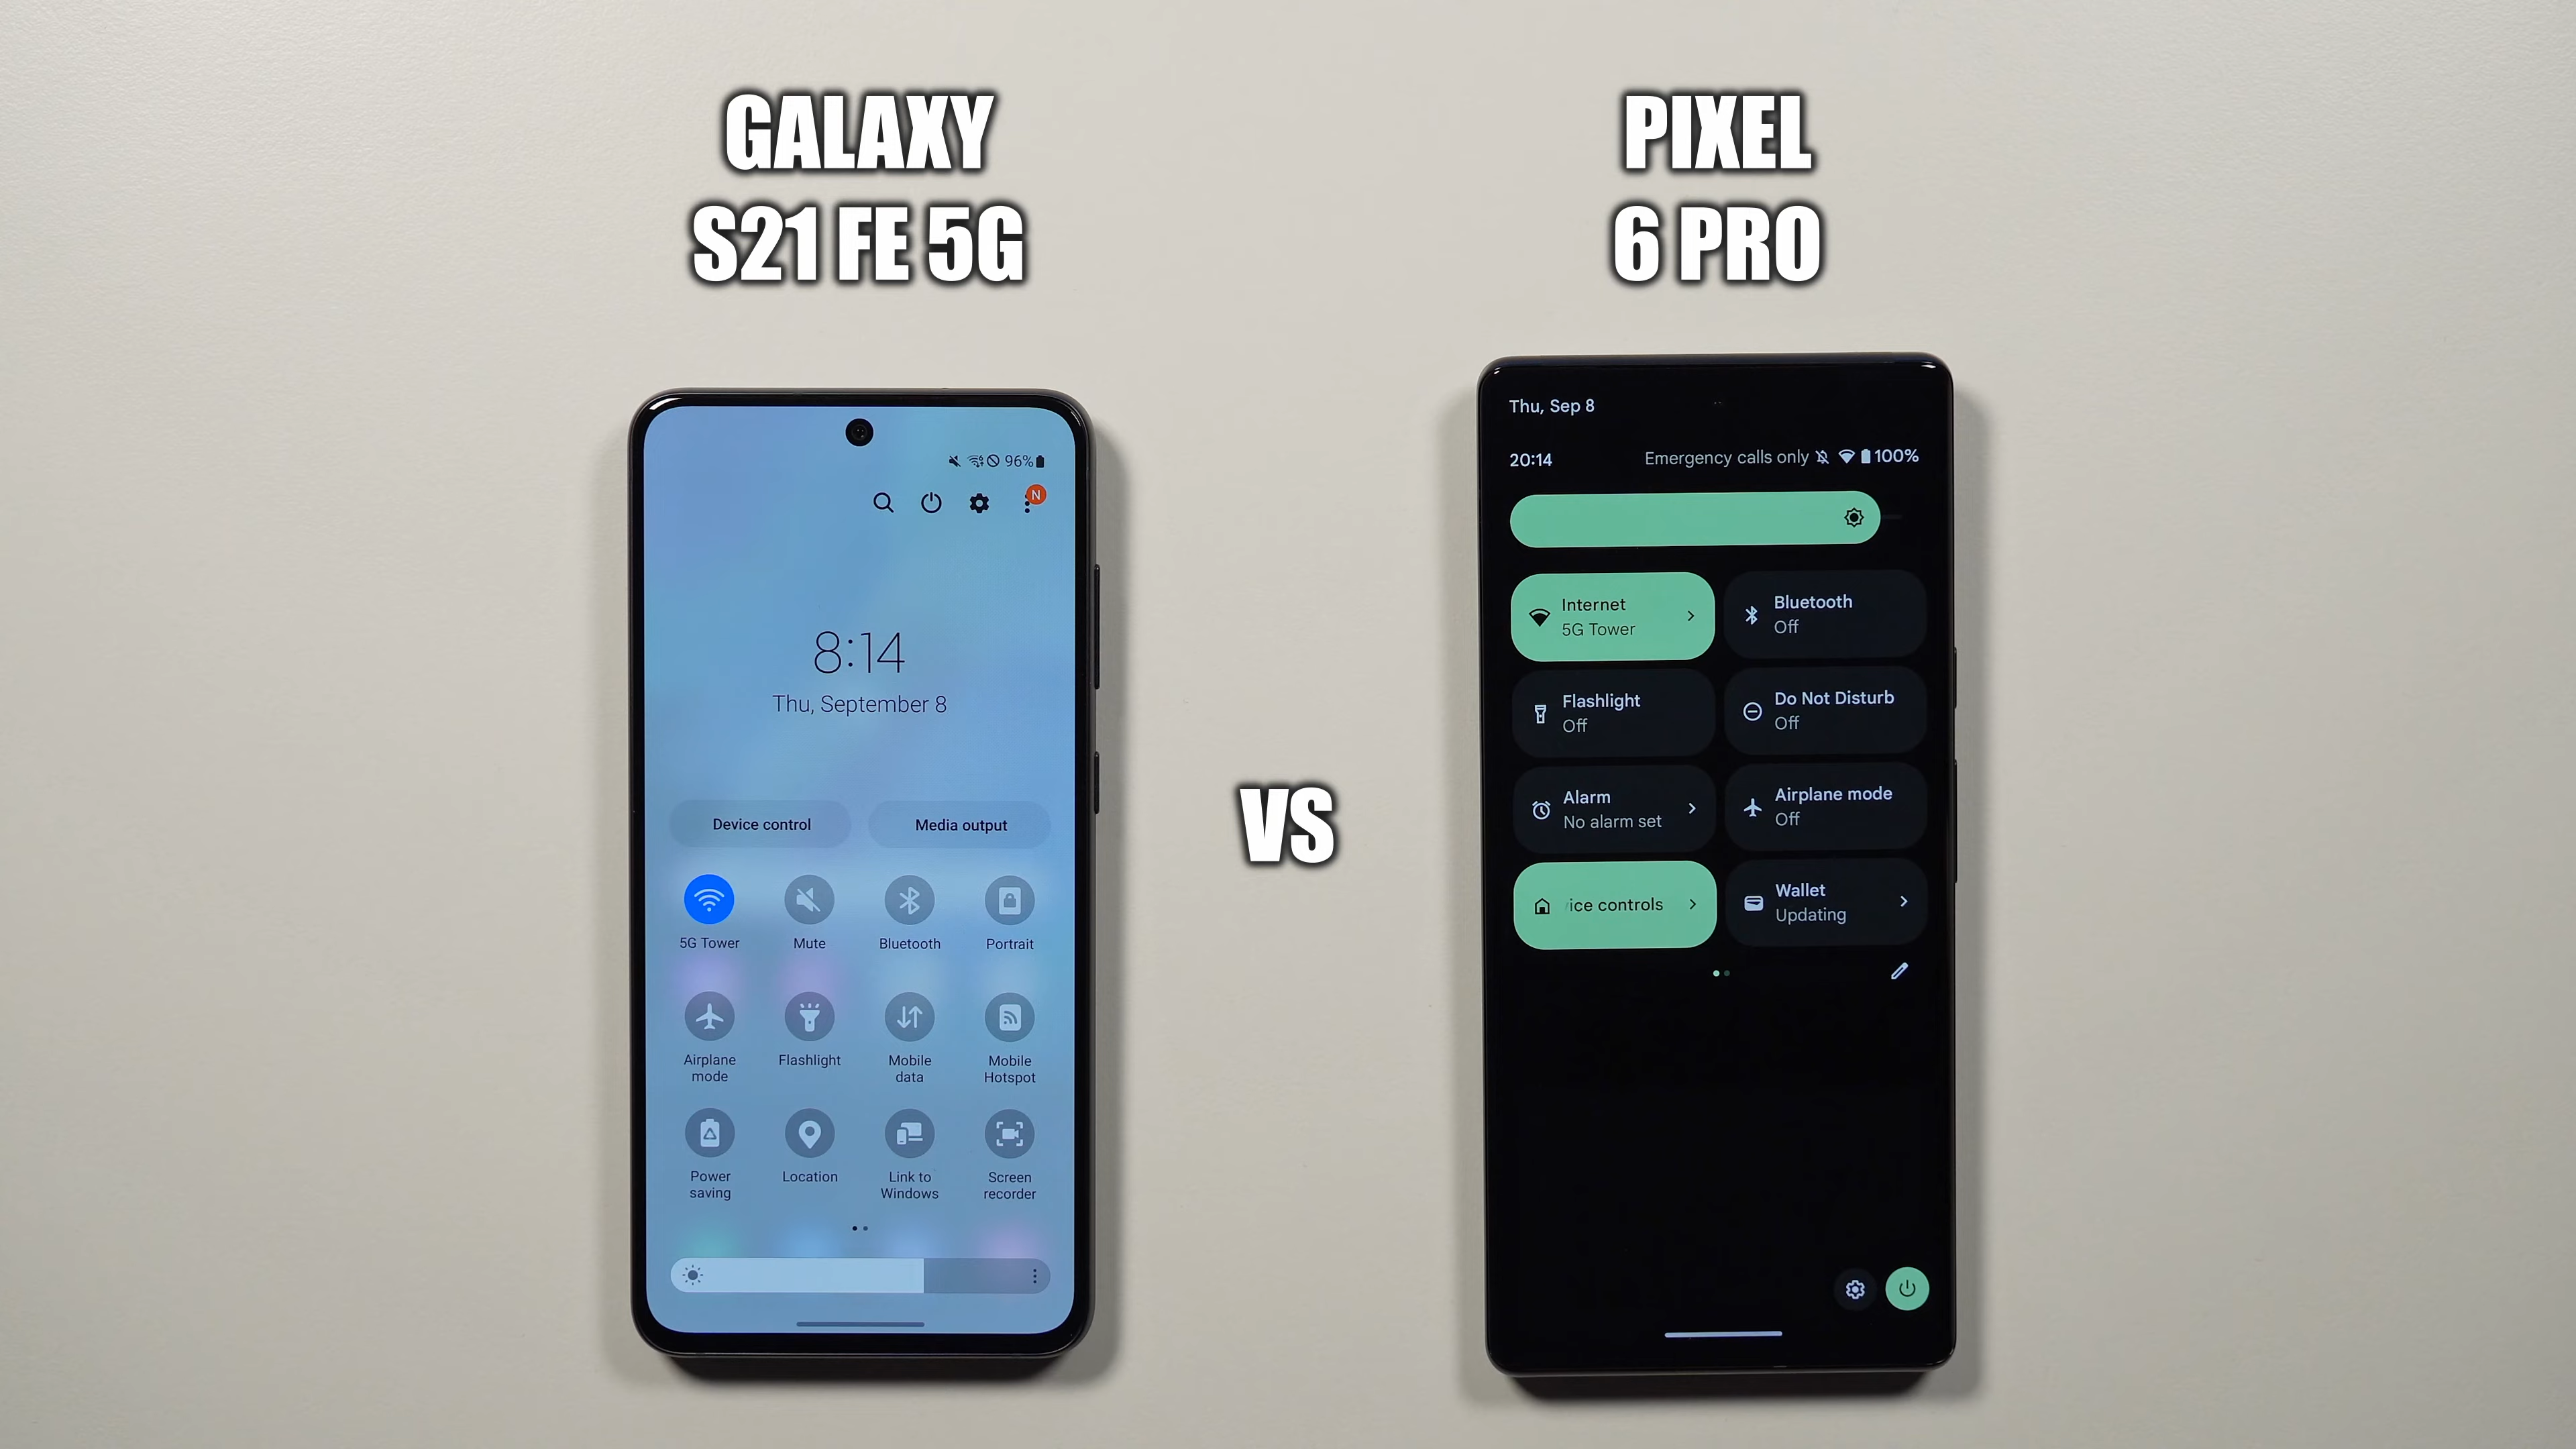 GALAXY
S21 FE 5G
PIXEL
6 PRO
VS
96%
N
8:14
Thu, September 8
Device control
Media output
5G Tower
Mute
Bluetooth
Portrait
Airplane
mode
Flashlight
Mobile
data
Mobile
Hotspot
Power
saving
Location
Link to
Windows
Screen
recorder
Thu, Sep 8
20:14
Emergency calls only
100%
Internet
5G Tower
Bluetooth
Off
Flashlight
Off
Do Not Disturb
Off
Alarm
No alarm set
Airplane mode
Off
ice controls
Wallet
Updating